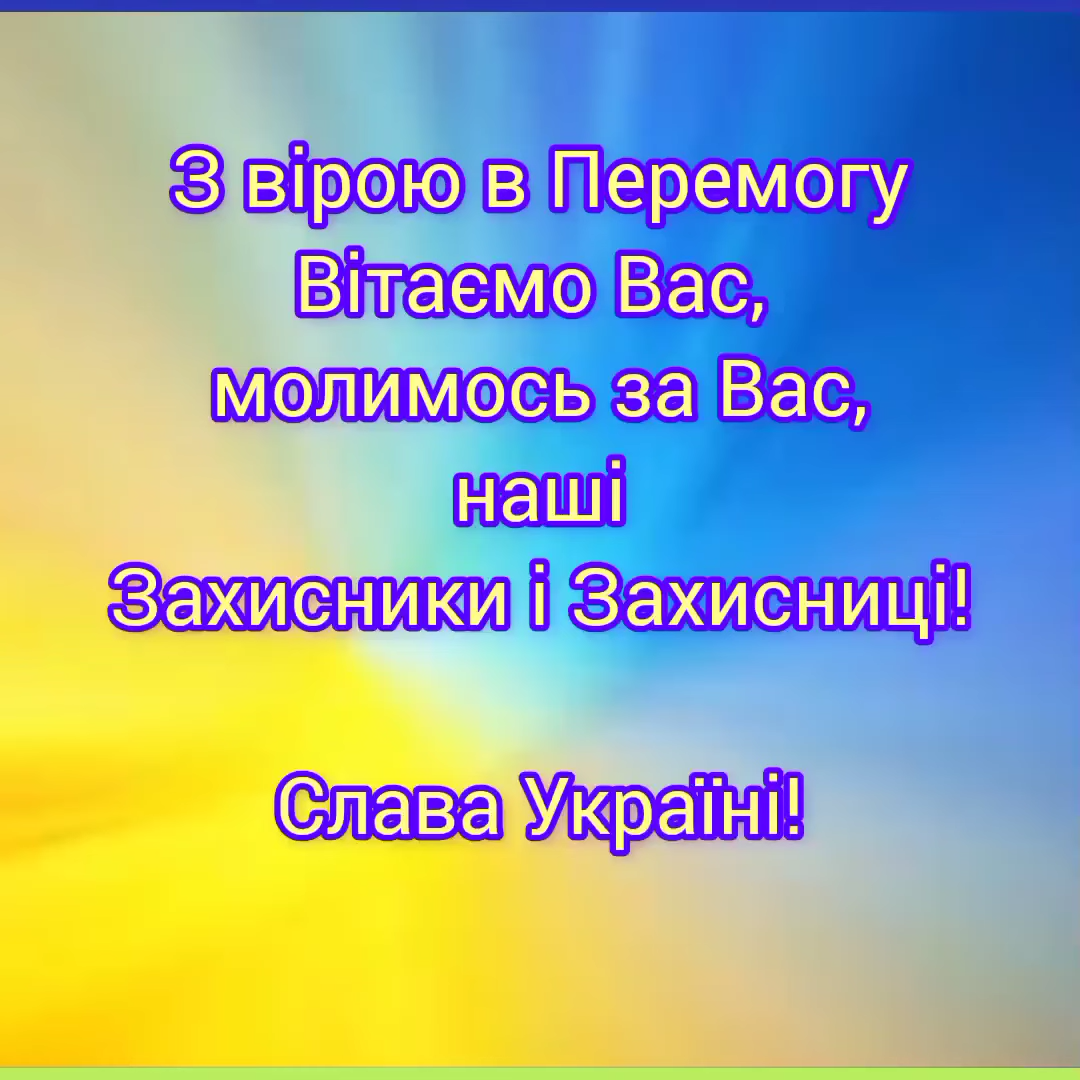 З вірою в Перемогу
Вітаємо Вас,
молимось за Вас,
наші
Захисники і Захисниці!
Слава Україні!